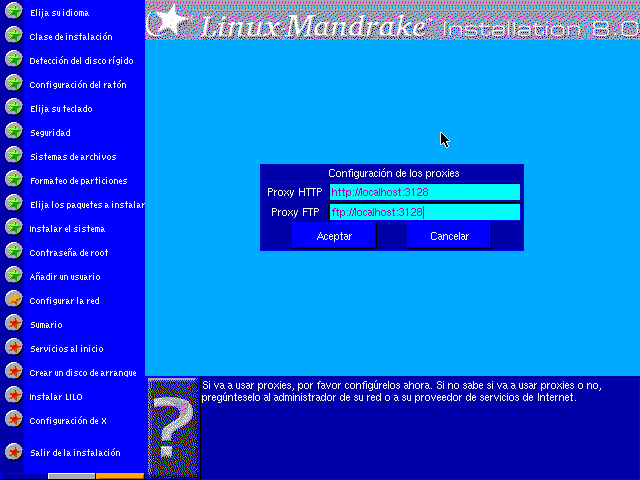 Elija su idioma
Clase de instalación
Detección del disco rígido
Configuración del ratón
Elija su teclado
Seguridad
Sistemas de archivos
Formateo de particiones
Elija los paquetes a instalar
Instalar el sistema
Contraseña de root
Añadir un usuario
Configurar la red
Sumario
Servicios al inicio
Crear un disco de arranque
Instalar LILO
Configuración de X
Salir de la instalación
Linux Mandrake™ Installation 8.0
Configuración de los proxies
Proxy HTTP http://localhost:3128
Proxy FTP ftp://localhost:3128
Aceptar Cancelar
?
Si va a usar proxies, por favor configúrelos ahora. Si no sabe si va a usar proxies o no,
pregúnteselo al administrador de su red o a su proveedor de servicios de Internet.